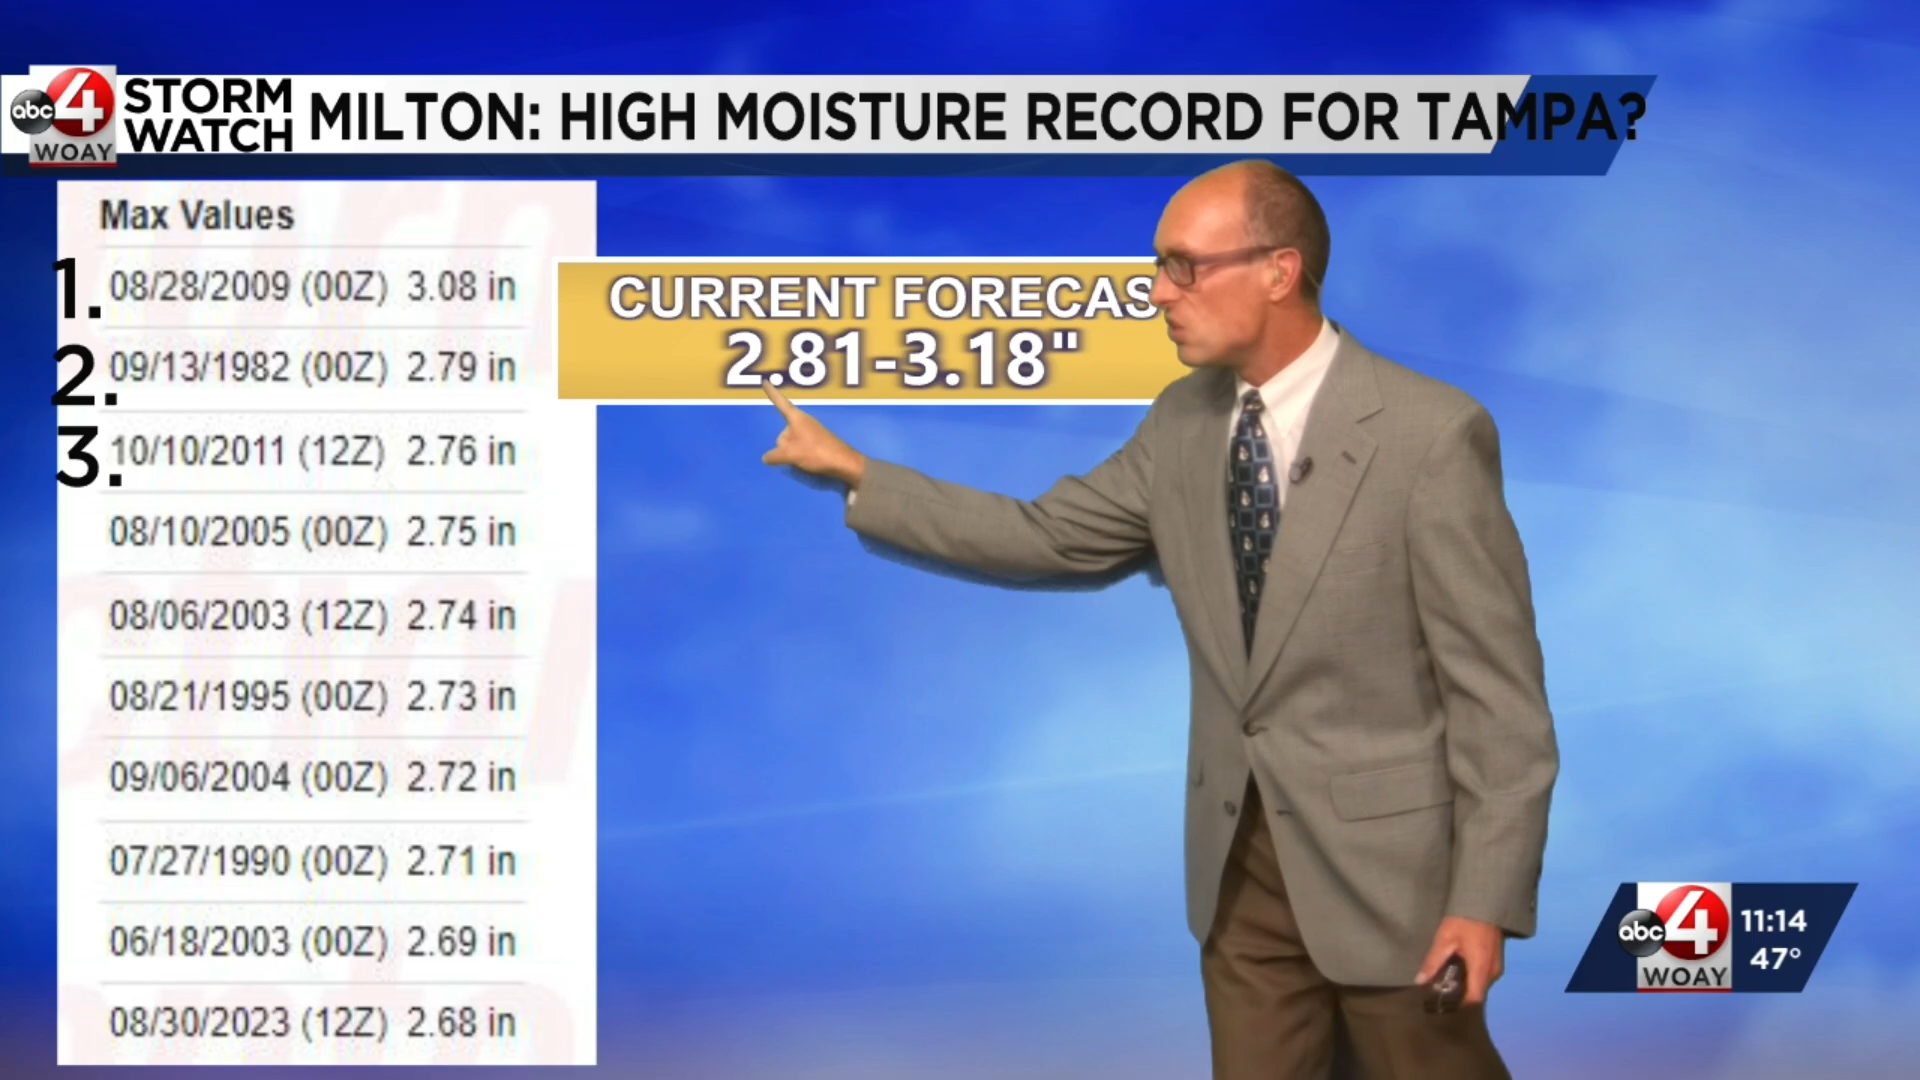 abc 4
WOAY
STORM
WATCH
MILTON: HIGH MOISTURE RECORD FOR TAMPA?
Max Values
1. 08/28/2009 (00Z) 3.08 in
2. 09/13/1982 (00Z) 2.79 in
3. 10/10/2011 (12Z) 2.76 in
08/10/2005 (00Z) 2.75 in
08/06/2003 (12Z) 2.74 in
08/21/1995 (00Z) 2.73 in
09/06/2004 (00Z) 2.72 in
07/27/1990 (00Z) 2.71 in
06/18/2003 (00Z) 2.69 in
08/30/2023 (12Z) 2.68 in
CURRENT FORECAS
2.81-3.18"
abc 4
WOAY
11:14
47°